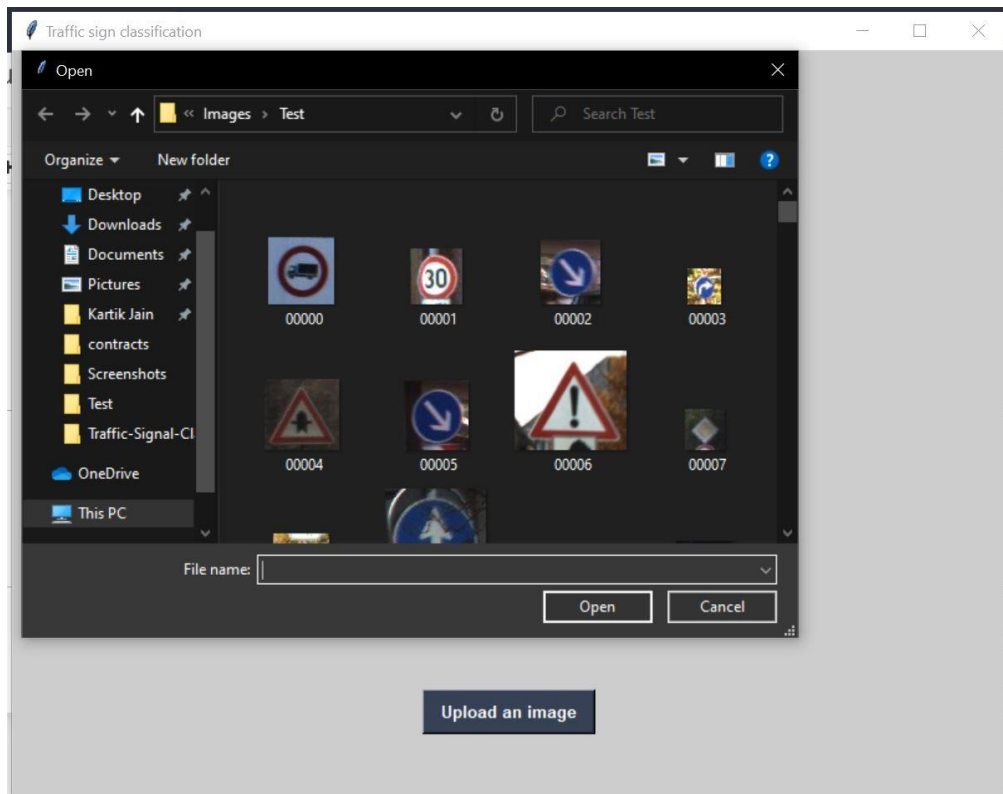 Traffic sign classification
Open
« Images › Test
Search Test
Organize New folder
?
Desktop
Downloads
Documents
Pictures
Kartik Jain
contracts
Screenshots
Test
Traffic-Signal-Cl
OneDrive
This PC
30
00000 00001 00002 00003
00004 00005 00006 00007
File name:
Open Cancel
Upload an image